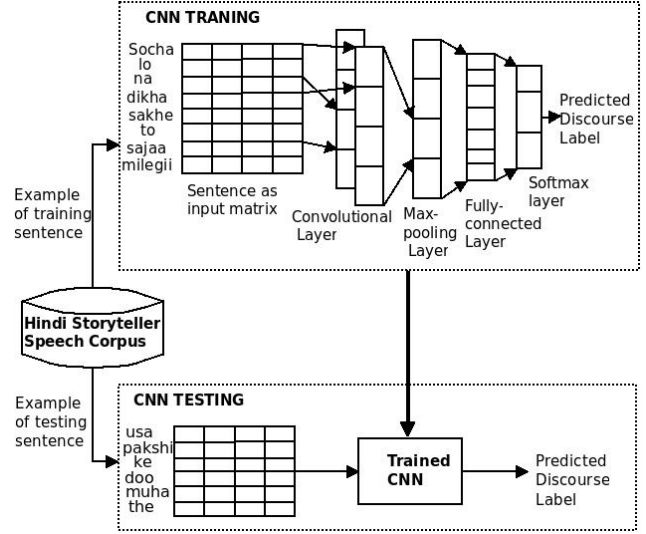 CNN TRANING
Socha
lo
na
dikha
sakhe
to
sajaa
milegii
Sentence as
input matrix
Convolutional
Layer
Max-
pooling
Layer
Fully-
connected
Layer
Softmax
layer
Predicted
Discourse
Label
Example
of training
sentence
Hindi Storyteller
Speech Corpus
Example
of testing
sentence
CNN TESTING
usa
pakshi
ke
doo
muha
the
Trained
CNN
Predicted
Discourse
Label